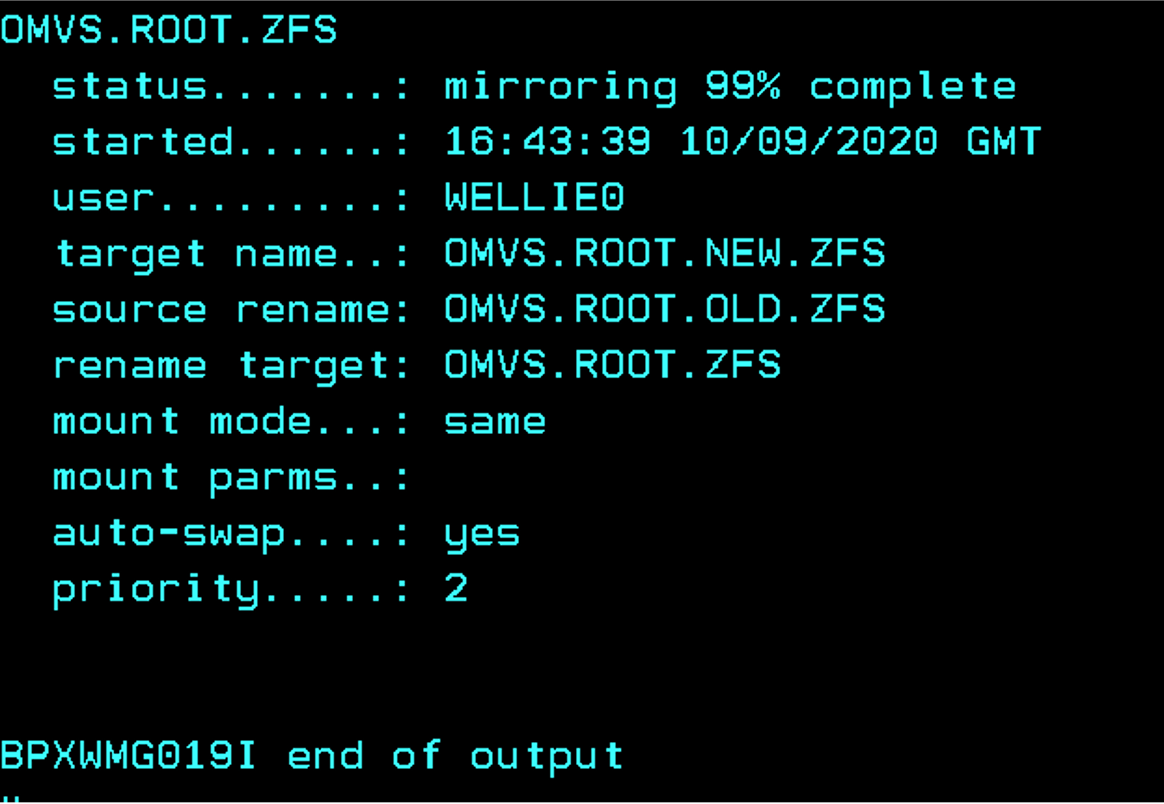 OMVS.ROOT.ZFS
status.......: mirroring 99% complete
started......: 16:43:39 10/09/2020 GMT
user.........: WELLIE0
target name..: OMVS.ROOT.NEW.ZFS
source rename: OMVS.ROOT.OLD.ZFS
rename target: OMVS.ROOT.ZFS
mount mode...: same
mount parms..:
auto-swap....: yes
priority.....: 2
BPXWMG019I end of output